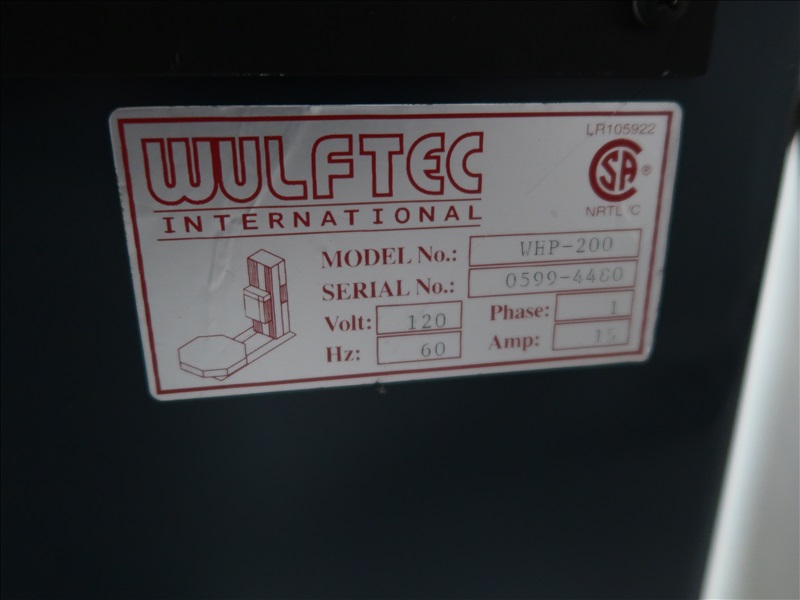 WULFTEC
INTERNATIONAL
LR105922
CSA ®
NRTL/C
MODEL No.: WHP-200
SERIAL No.: 0599-4480
Volt: 120 Phase: 1
Hz: 60 Amp: 15